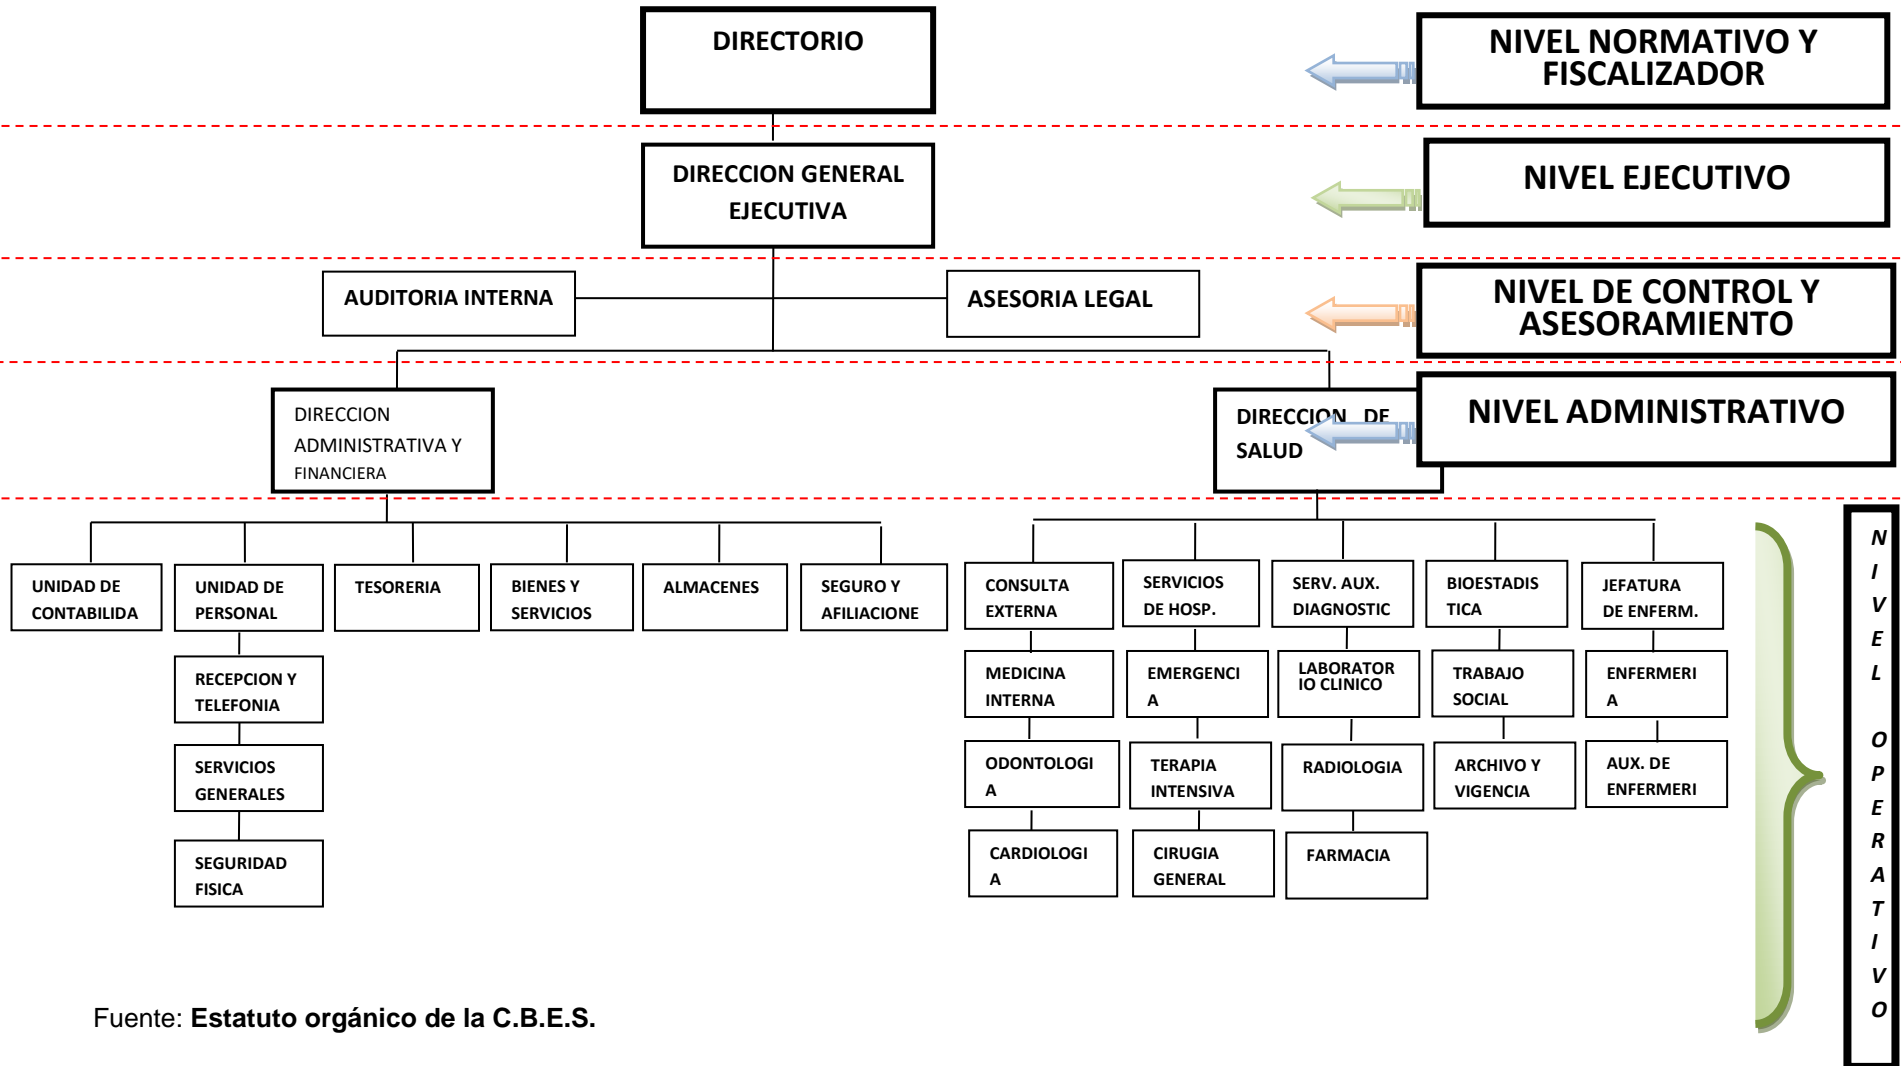 DIRECTORIO
NIVEL NORMATIVO Y
FISCALIZADOR
DIRECCION GENERAL
EJECUTIVA
NIVEL EJECUTIVO
AUDITORIA INTERNA
ASESORIA LEGAL
NIVEL DE CONTROL Y
ASESORAMIENTO
DIRECCION
ADMINISTRATIVA Y
FINANCIERA
DIRECCION DE
SALUD
NIVEL ADMINISTRATIVO
UNIDAD DE
CONTABILIDA
UNIDAD DE
PERSONAL
TESORERIA
BIENES Y
SERVICIOS
ALMACENES
SEGURO Y
AFILIACIONE
CONSULTA
EXTERNA
SERVICIOS
DE HOSP.
SERV. AUX.
DIAGNOSTIC
BIOESTADIS
TICA
JEFATURA
DE ENFERM.
RECEPCION Y
TELEFONIA
MEDICINA
INTERNA
EMERGENCI
A
LABORATOR
IO CLINICO
TRABAJO
SOCIAL
ENFERMERI
A
SERVICIOS
GENERALES
ODONTOLOGI
A
TERAPIA
INTENSIVA
RADIOLOGIA
ARCHIVO Y
VIGENCIA
AUX. DE
ENFERMERI
SEGURIDAD
FISICA
CARDIOLOGI
A
CIRUGIA
GENERAL
FARMACIA
NIVEL OPERATIVO
Fuente: Estatuto orgánico de la C.B.E.S.